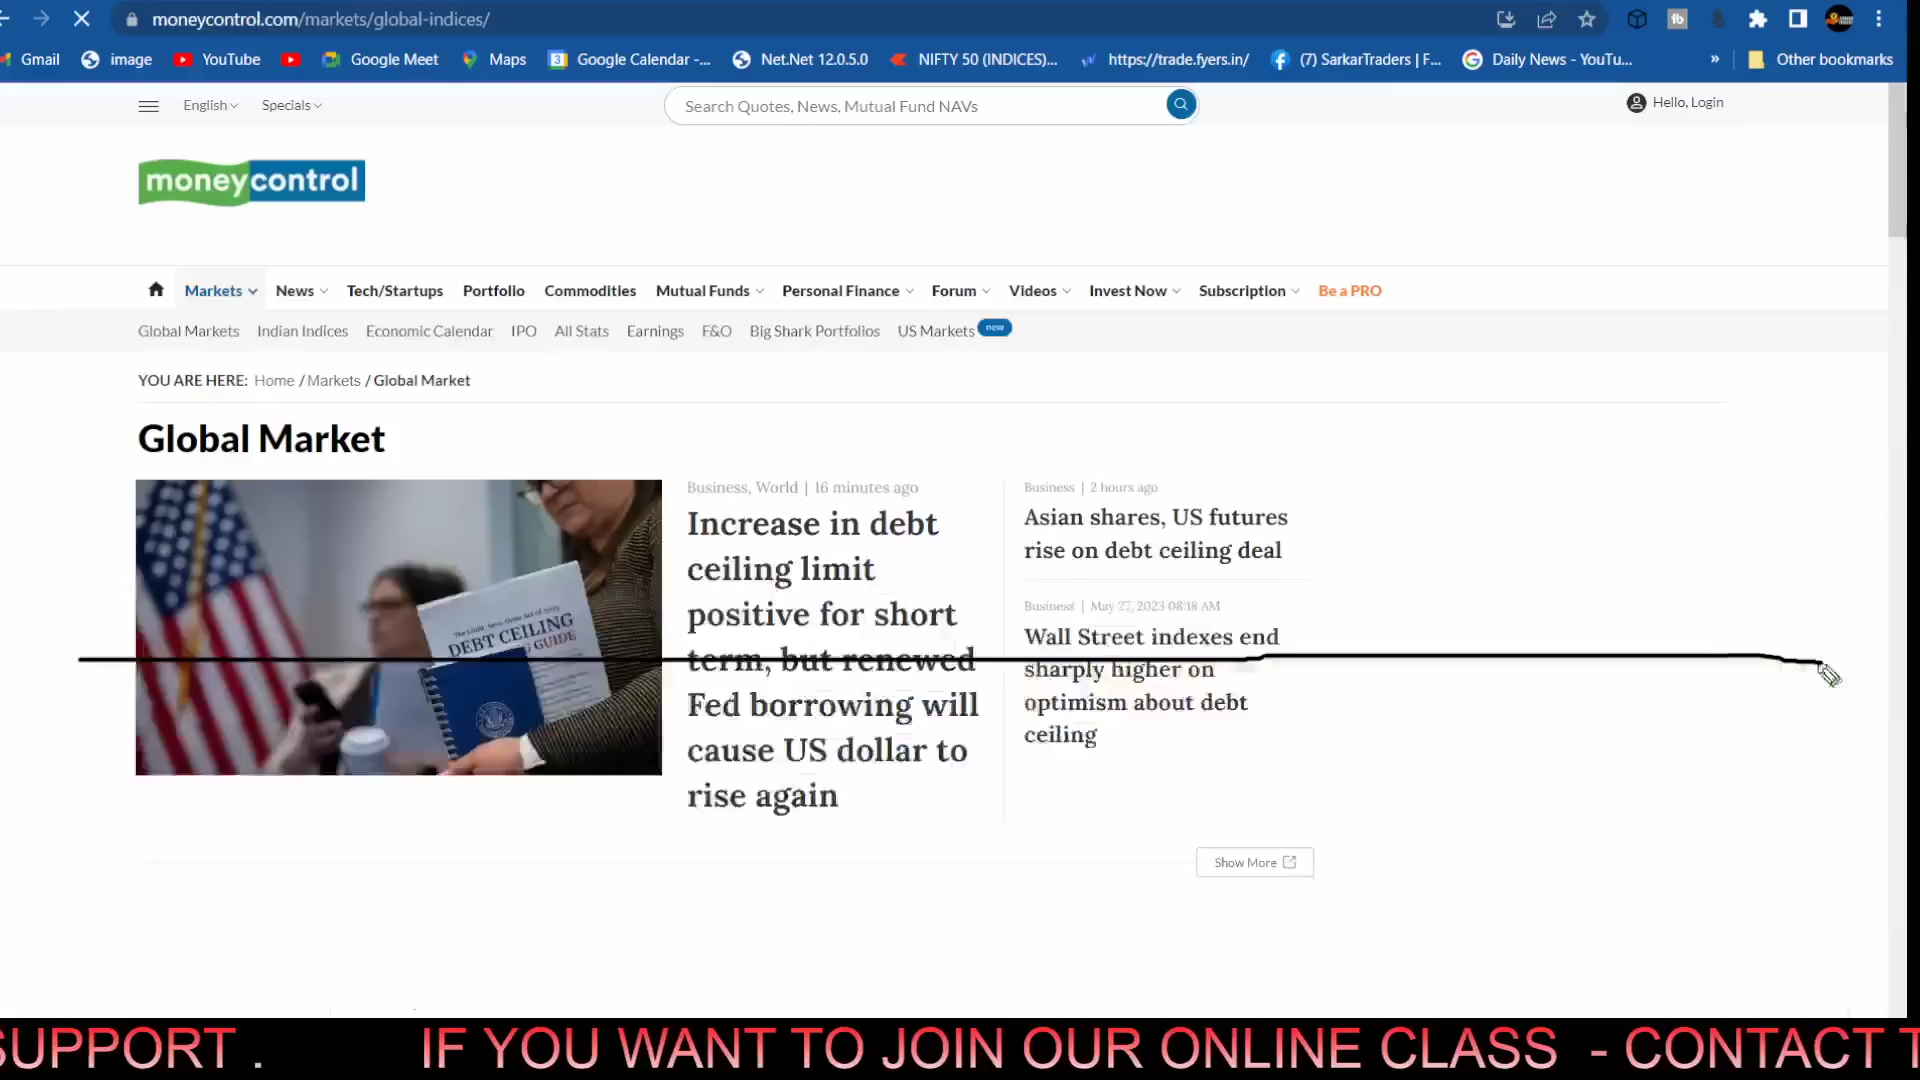 moneycontrol.com/markets/global-indices/
Gmail image YouTube Google Meet Maps Google Calendar -... Net.Net 12.0.5.0 NIFTY 50 (INDICES)... https://trade.fyers.in/ (7) SarkarTraders | F... Daily News - YouTu... » Other bookmarks
English Specials Search Quotes, News, Mutual Fund NAVs Hello, Login
moneycontrol
Markets News Tech/Startups Portfolio Commodities Mutual Funds Personal Finance Forum Videos Invest Now Subscription Be a PRO
Global Markets Indian Indices Economic Calendar IPO All Stats Earnings F&O Big Shark Portfolios US Markets new
YOU ARE HERE: Home / Markets / Global Market
Global Market
DEBT CEILING
GUIDE
Business, World | 16 minutes ago
Increase in debt
ceiling limit
positive for short
term, but renewed
Fed borrowing will
cause US dollar to
rise again
Business | 2 hours ago
Asian shares, US futures
rise on debt ceiling deal
Business | May 27, 2023 08:18 AM
Wall Street indexes end
sharply higher on
optimism about debt
ceiling
Show More
SUPPORT . IF YOU WANT TO JOIN OUR ONLINE CLASS - CONTACT T